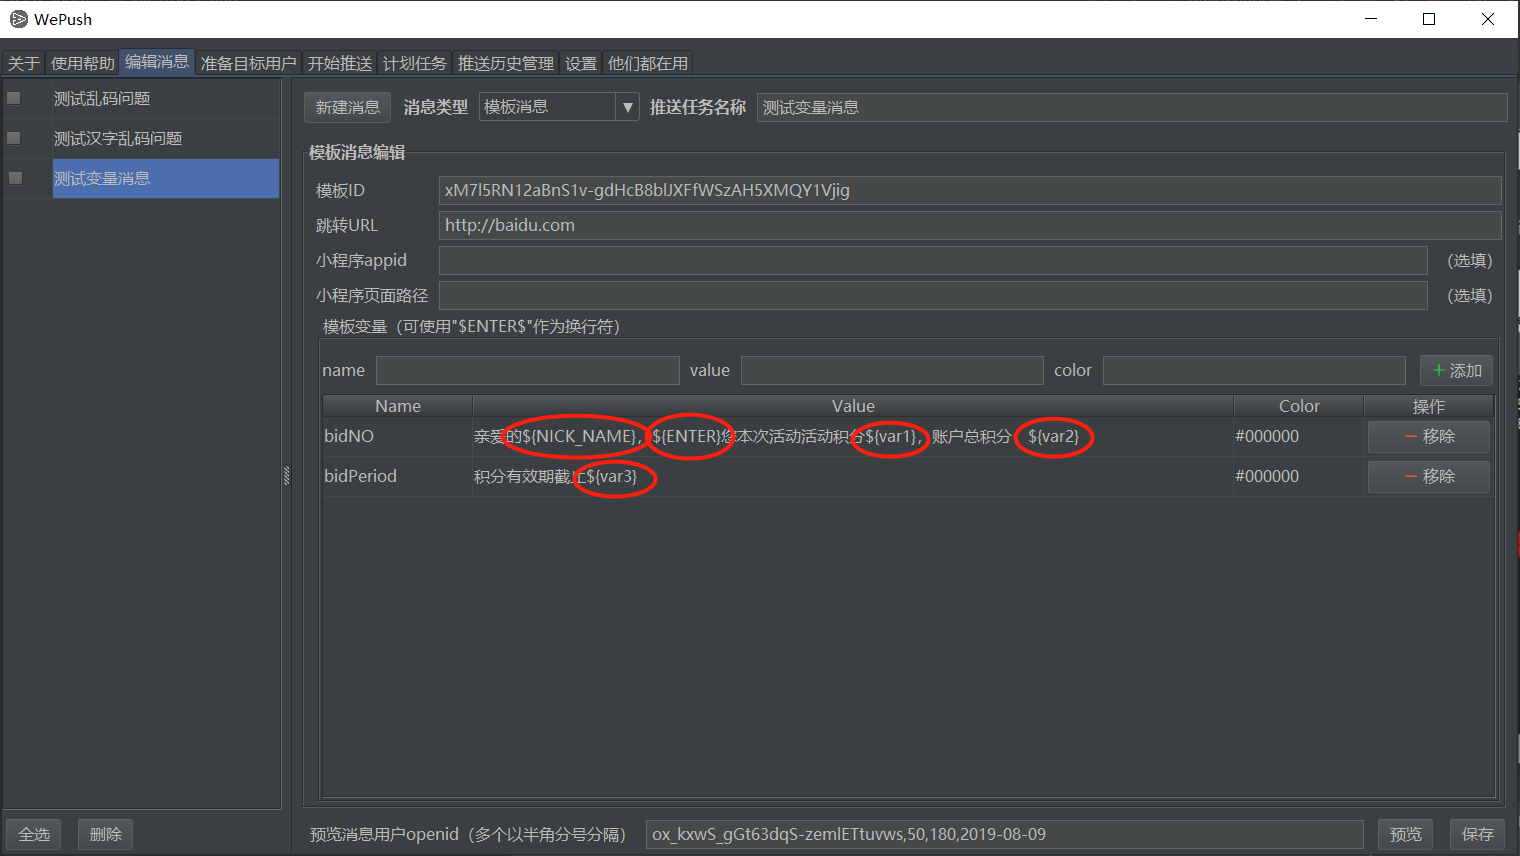 WePush
关于 使用帮助 编辑消息 准备目标用户 开始推送 计划任务 推送历史管理 设置 他们都在用
测试乱码问题
测试汉字乱码问题
测试变量消息
新建消息 消息类型 模板消息 推送任务名称 测试变量消息
模板消息编辑
模板ID xM7l5RN12aBnS1v-gdHcB8blJXFfWSzAH5XMQY1Vjig
跳转URL http://baidu.com
小程序appid (选填)
小程序页面路径 (选填)
模板变量（可使用"$ENTER$"作为换行符）
name value color 添加
Name Value Color 操作
bidNO 亲爱的${NICK_NAME}，${ENTER}您本次活动活动积分${var1}，账户总积分 ${var2} #000000 移除
bidPeriod 积分有效期截止${var3} #000000 移除
全选 删除 预览消息用户openid（多个以半角分号分隔） ox_kxwS_gGt63dqS-zemlETtuvws,50,180,2019-08-09 预览 保存